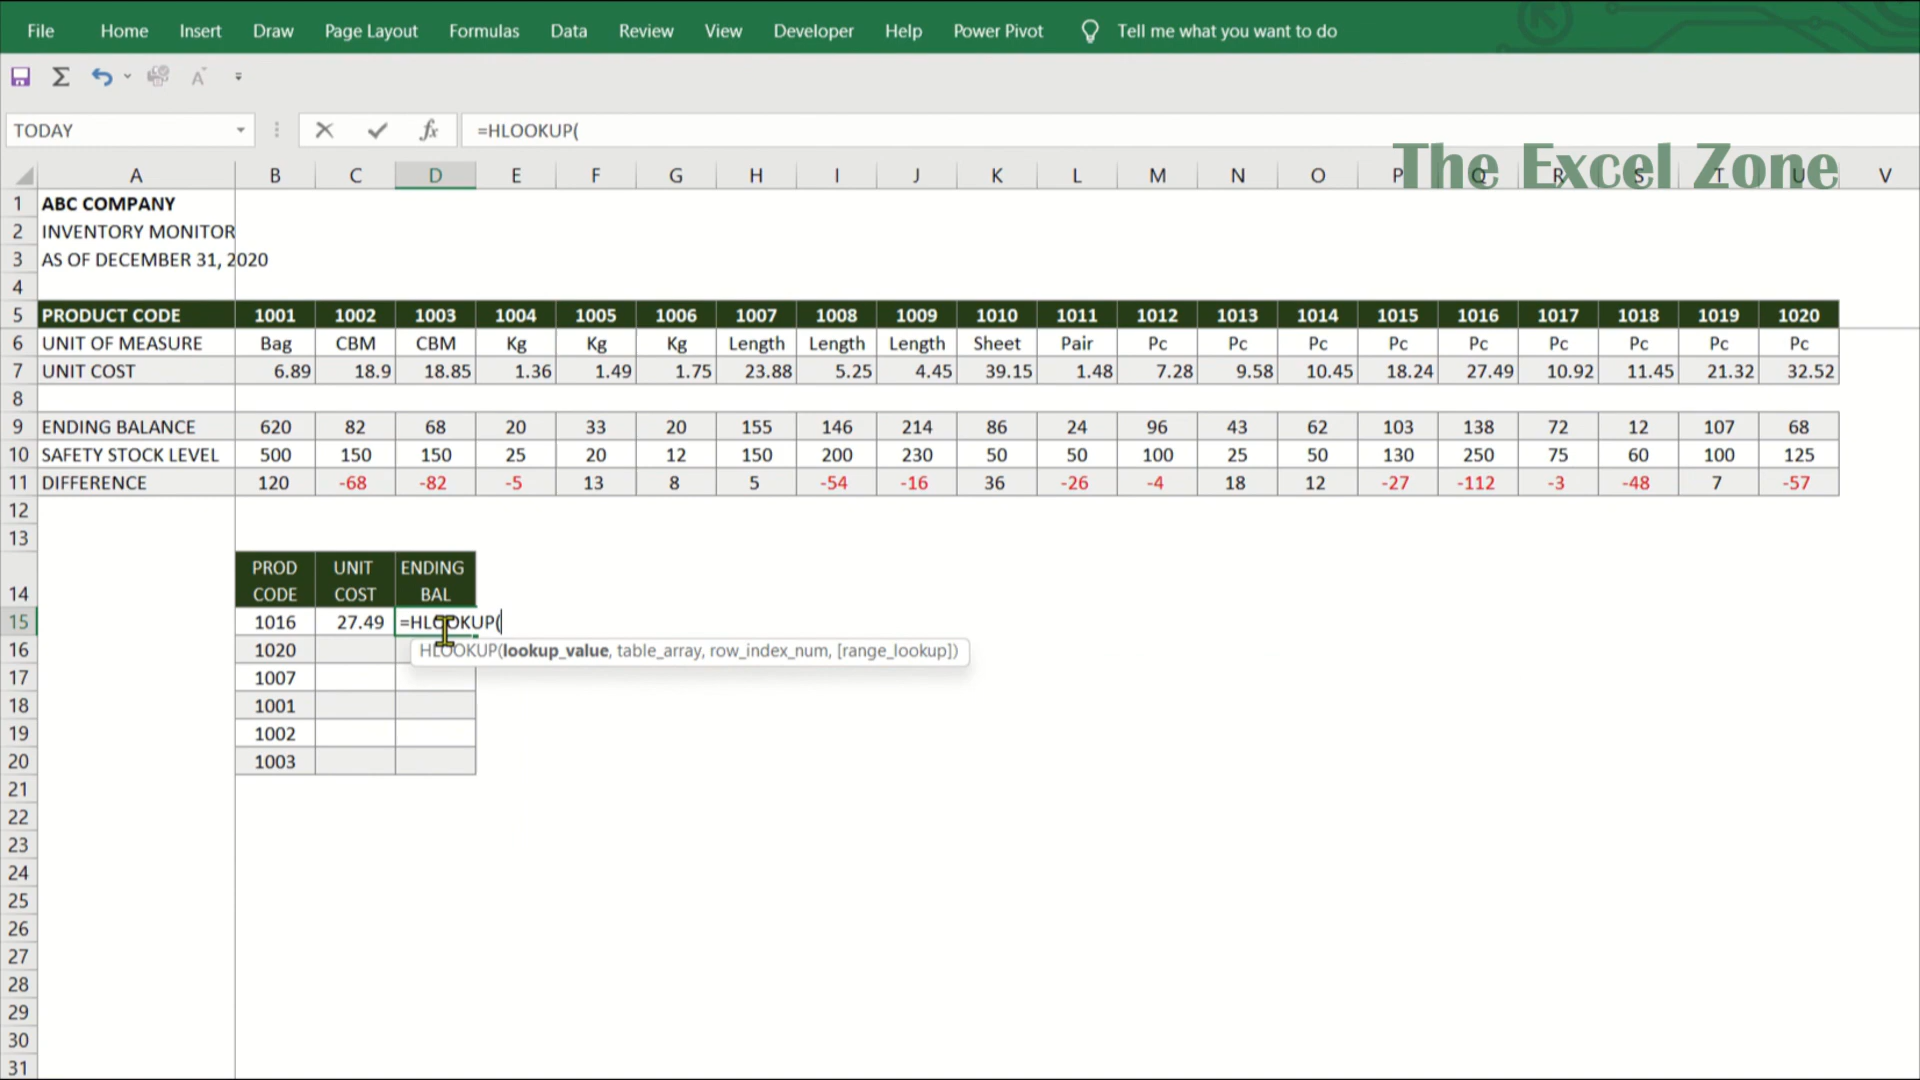 File Home Insert Draw Page Layout Formulas Data Review View Developer Help Power Pivot Tell me what you want to do
TODAY =HLOOKUP(
The Excel Zone
A B C D E F G H I J K L M N O P Q R S T U V
1 ABC COMPANY
2 INVENTORY MONITOR
3 AS OF DECEMBER 31, 2020
4
5 PRODUCT CODE 1001 1002 1003 1004 1005 1006 1007 1008 1009 1010 1011 1012 1013 1014 1015 1016 1017 1018 1019 1020
6 UNIT OF MEASURE Bag CBM CBM Kg Kg Kg Length Length Length Sheet Pair Pc Pc Pc Pc Pc Pc Pc Pc Pc
7 UNIT COST 6.89 18.9 18.85 1.36 1.49 1.75 23.88 5.25 4.45 39.15 1.48 7.28 9.58 10.45 18.24 27.49 10.92 11.45 21.32 32.52
8
9 ENDING BALANCE 620 82 68 20 33 20 155 146 214 86 24 96 43 62 103 138 72 12 107 68
10 SAFETY STOCK LEVEL 500 150 150 25 20 12 150 200 230 50 50 100 25 50 130 250 75 60 100 125
11 DIFFERENCE 120 -68 -82 -5 13 8 5 -54 -16 36 -26 -4 18 12 -27 -112 -3 -48 7 -57
12
13
PROD UNIT ENDING
14 CODE COST BAL
15 1016 27.49 =HLOOKUP(
16 1020 HLOOKUP(lookup_value, table_array, row_index_num, [range_lookup])
17 1007
18 1001
19 1002
20 1003
21
22
23
24
25
26
27
28
29
30
31